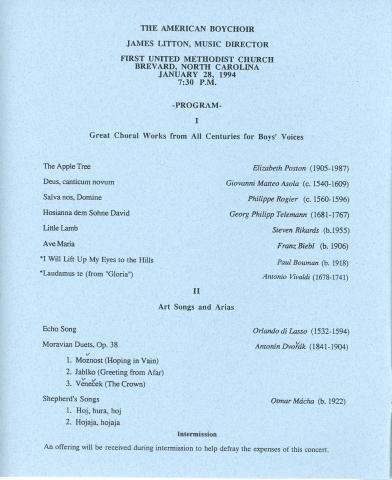 THE AMERICAN BOYCHOIR
JAMES LITTON, MUSIC DIRECTOR
FIRST UNITED METHODIST CHURCH
BREVARD, NORTH CAROLINA
JANUARY 28, 1994
7:30 P.M.
-PROGRAM-
I
Great Choral Works from All Centuries for Boys' Voices
The Apple Tree Elizabeth Poston (1905-1987)
Deus, canticum novum Giovanni Matteo Asola (c. 1540-1609)
Salva nos, Domine Philippe Rogier (c. 1560-1596)
Hosianna dem Sohne David Georg Philipp Telemann (1681-1767)
Little Lamb Steven Rikards (b.1955)
Ave Maria Franz Biebl (b. 1906)
*I Will Lift Up My Eyes to the Hills Paul Bouman (b. 1918)
*Laudamus te (from "Gloria") Antonio Vivaldi (1678-1741)
II
Art Songs and Arias
Echo Song Orlando di Lasso (1532-1594)
Moravian Duets, Op. 38 Antonin Dvořák (1841-1904)
1. Možnost (Hoping in Vain)
2. Jablko (Greeting from Afar)
3. Věneček (The Crown)
Shepherd's Songs Otmar Mácha (b. 1922)
1. Hoj, hura, hoj
2. Hojaja, hojaja
Intermission
An offering will be received during intermission to help defray the expenses of this concert.